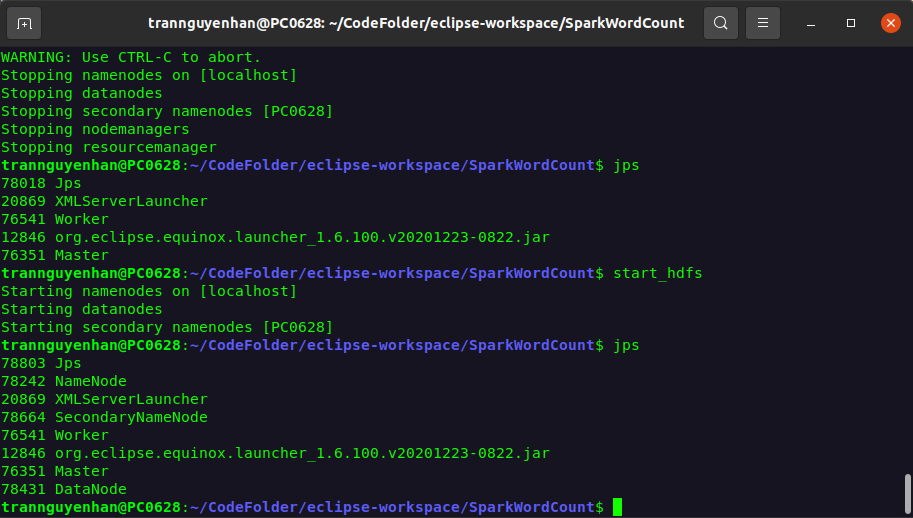 trannguyenhan@PC0628: ~/CodeFolder/eclipse-workspace/SparkWordCount
WARNING: Use CTRL-C to abort.
Stopping namenodes on [localhost]
Stopping datanodes
Stopping secondary namenodes [PC0628]
Stopping nodemanagers
Stopping resourcemanager
trannguyenhan@PC0628:~/CodeFolder/eclipse-workspace/SparkWordCount$ jps
78018 Jps
20869 XMLServerLauncher
76541 Worker
12846 org.eclipse.equinox.launcher_1.6.100.v20201223-0822.jar
76351 Master
trannguyenhan@PC0628:~/CodeFolder/eclipse-workspace/SparkWordCount$ start_hdfs
Starting namenodes on [localhost]
Starting datanodes
Starting secondary namenodes [PC0628]
trannguyenhan@PC0628:~/CodeFolder/eclipse-workspace/SparkWordCount$ jps
78803 Jps
78242 NameNode
20869 XMLServerLauncher
78664 SecondaryNameNode
76541 Worker
12846 org.eclipse.equinox.launcher_1.6.100.v20201223-0822.jar
76351 Master
78431 DataNode
trannguyenhan@PC0628:~/CodeFolder/eclipse-workspace/SparkWordCount$